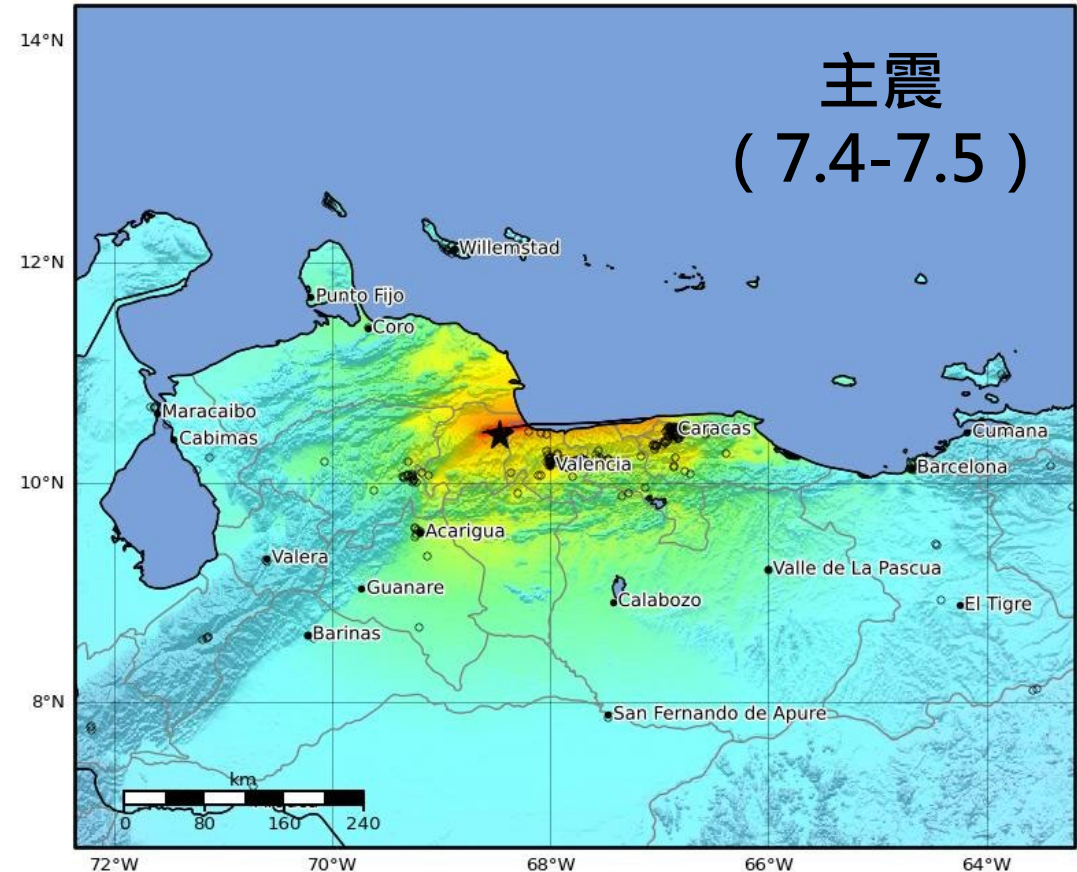 主震
（7.4-7.5）
14°N
12°N
10°N
8°N
72°W
70°W
68°W
66°W
64°W
Willemstad
Punto Fijo
Coro
Maracaibo
Cabimas
Caracas
Cumana
Valencia
Barcelona
Acarigua
Valera
Guanare
Valle de La Pascua
Calabozo
El Tigre
Barinas
San Fernando de Apure
km
0 80 160 240